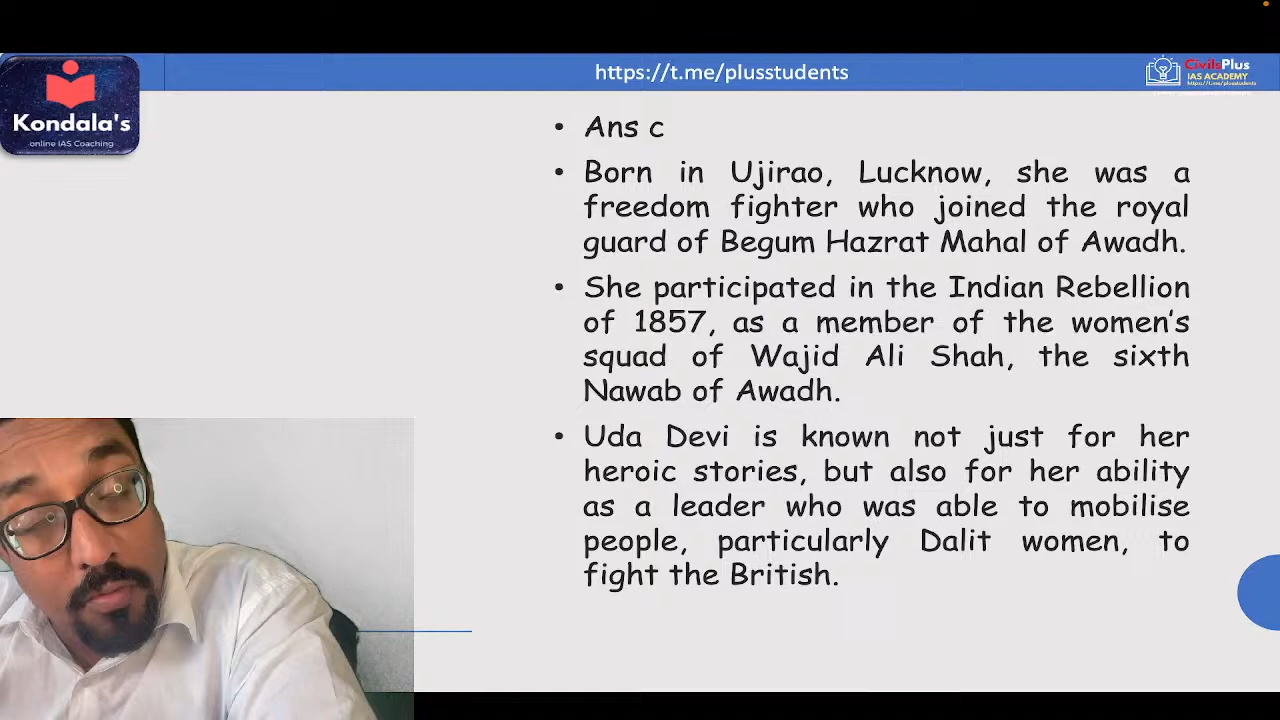 https://t.me/plusstudents
CivilsPlus
IAS ACADEMY
https://t.me/plusstudents
Kondala's
online IAS Coaching
• Ans c
• Born in Ujirao, Lucknow, she was a
freedom fighter who joined the royal
guard of Begum Hazrat Mahal of Awadh.
• She participated in the Indian Rebellion
of 1857, as a member of the women's
squad of Wajid Ali Shah, the sixth
Nawab of Awadh.
• Uda Devi is known not just for her
heroic stories, but also for her ability
as a leader who was able to mobilise
people, particularly Dalit women, to
fight the British.